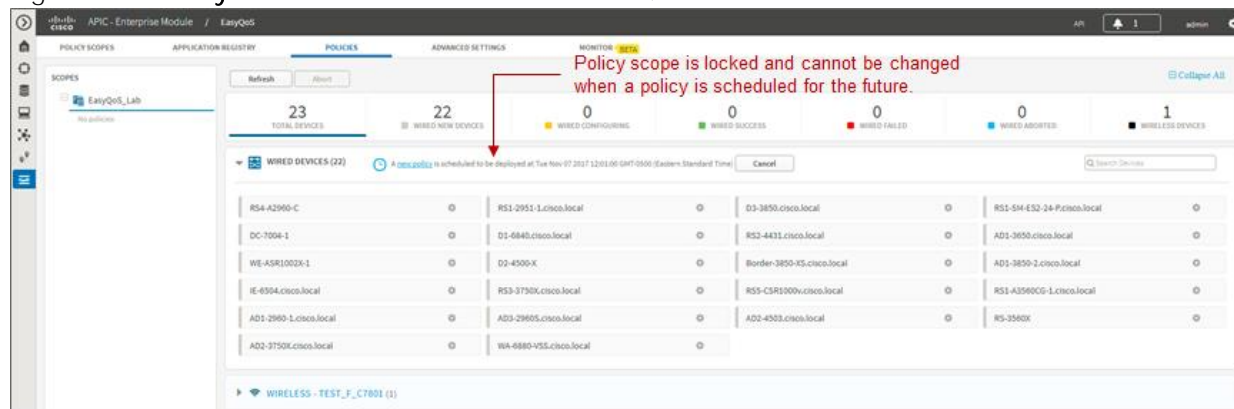 cisco APIC - Enterprise Module / EasyQoS API 1 admin
POLICY SCOPES APPLICATION REGISTRY POLICIES ADVANCED SETTINGS MONITOR BETA
Policy scope is locked and cannot be changed
when a policy is scheduled for the future.
SCOPES Refresh Abort Collapse All
EasyQoS_Lab
No policies
23 22 0 0 0 0 1
TOTAL DEVICES WIRED NEW DEVICES WIRED CONFIGURING WIRED SUCCESS WIRED FAILED WIRED ABORTED WIRELESS DEVICES
WIRED DEVICES (22) A new policy is scheduled to be deployed at Tue Nov 07 2017 12:01:00 GMT-0500 (Eastern Standard Time) Cancel Search Devices
RS4-A2960-C RS1-2951-1.cisco.local D3-3850.cisco.local RS1-SM-ES2-24-P.cisco.local
DC-7004-1 D1-6840.cisco.local RS2-4431.cisco.local AD1-3650.cisco.local
WE-ASR1002X-1 D2-4500-X Border-3850-XS.cisco.local AD1-3850-2.cisco.local
IE-6504.cisco.local RS3-3750X.cisco.local RS5-CSR1000v.cisco.local RS1-A3560CG-1.cisco.local
AD1-2960-1.cisco.local AD3-2960S.cisco.local AD2-4503.cisco.local RS-3560X
AD2-3750X.cisco.local WA-6880-VSS.cisco.local
WIRELESS - TEST_F_C7601 (1)